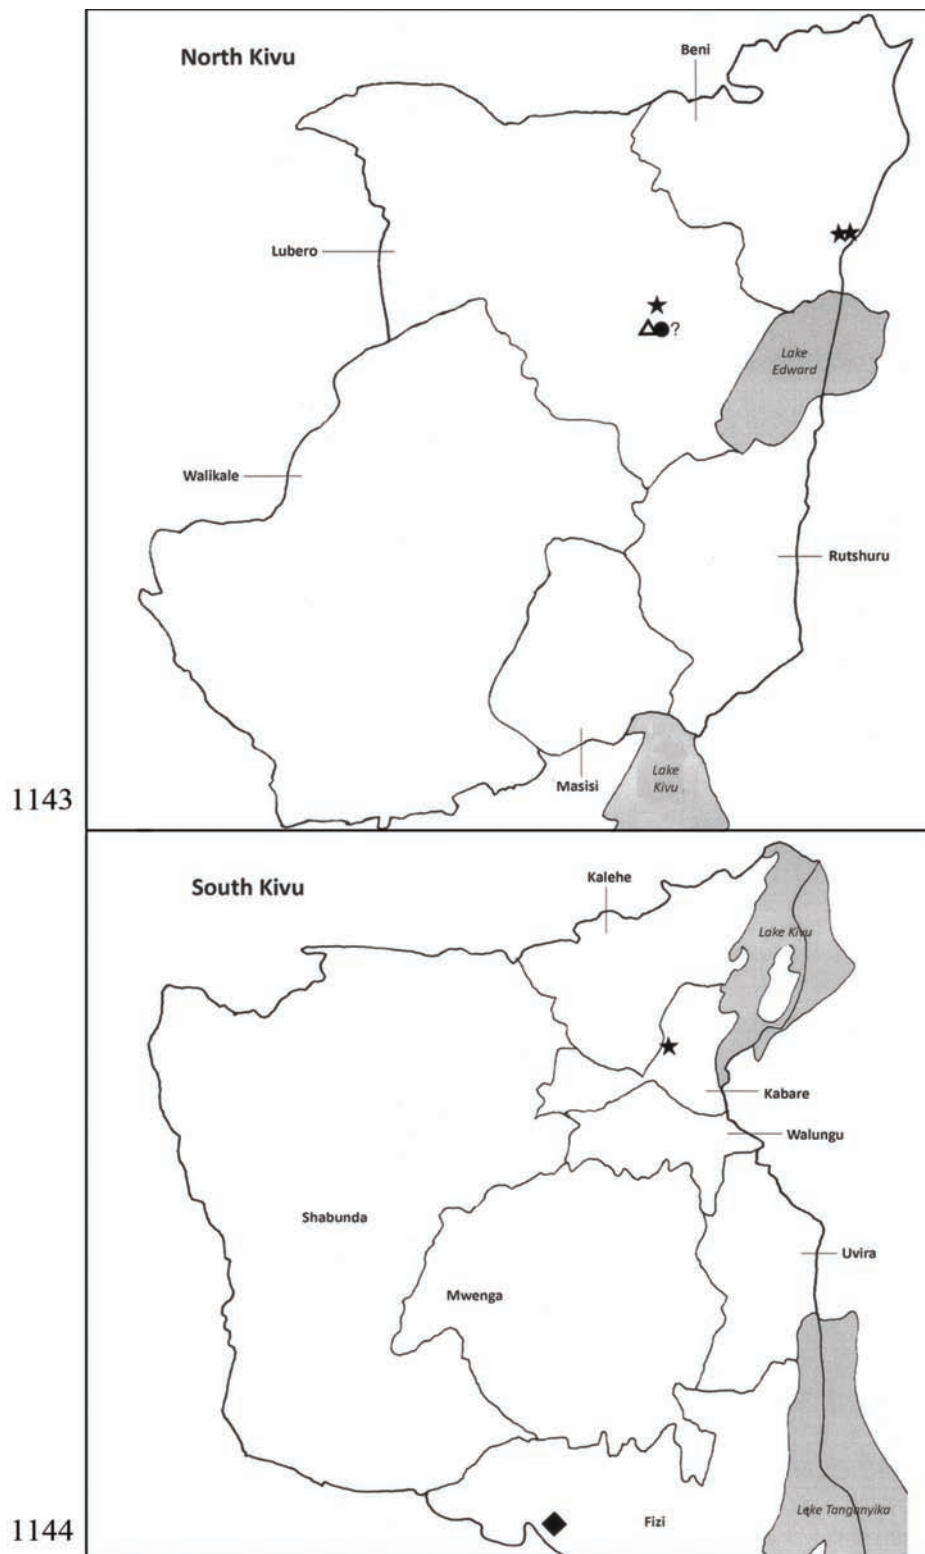 North Kivu
Beni
Lubero
?
Lake
Edward
Walikale
Rutshuru
Masisi
Lake
Kivu
1143
South Kivu
Kalehe
Lake Kivu
Kabare
Walungu
Shabunda
Uvira
Mwenga
Lake Tanganyika
Fizi
1144